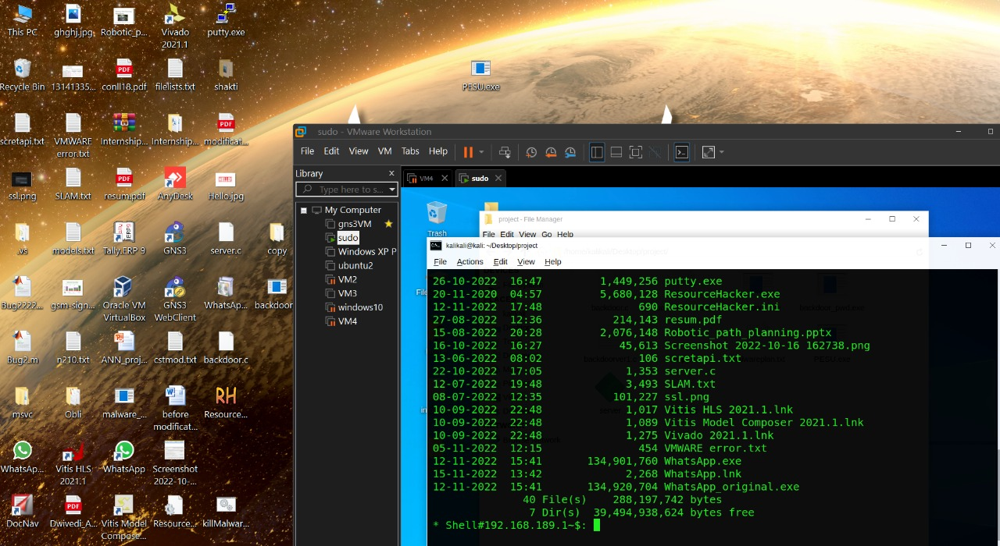 This PC
ghghj.jpg
Robotic_p...
Vivado
2021.1
putty.exe
Recycle Bin
13141335...
conll18.pdf
filelists.txt
shakti
PESU.exe
scretapi.txt
VMWARE
error.txt
Internship...
Internship...
modificat...
ssl.png
SLAM.txt
resum.pdf
AnyDesk
Hello.jpg
.vs
models.txt
Tally.ERP 9
GNS3
server.c
copy
Bug2222...
gsm-sign...
Oracle VM
VirtualBox
GNS3
WebClient
WhatsAp...
backdoor
Bug2.m
n210.txt
ANN_proj...
cstmod.txt
backdoor.c
msvc
Obli
malware_...
before
modificat...
Resource...
WhatsAp...
Vitis HLS
2021.1
WhatsApp
Screenshot
2022-10-...
DocNav
Dwivedi_A...
Vitis Model
Compose...
Resource...
killMalwar...
sudo - VMware Workstation
File Edit View VM Tabs Help
Library
Type here to s...
My Computer
gns3VM
sudo
Windows XP P
ubuntu2
VM2
VM3
windows10
VM4
VM4
sudo
Trash
project - File Manager
File Edit View Go Help
kalikali@kali: ~/Desktop/project
File Actions Edit View Help
26-10-2022 16:47 1,449,256 putty.exe
20-11-2020 04:57 5,680,128 ResourceHacker.exe
12-11-2022 17:48 690 ResourceHacker.ini
27-08-2022 12:36 214,143 resum.pdf
15-08-2022 20:28 2,076,148 Robotic_path_planning.pptx
16-10-2022 16:27 45,613 Screenshot 2022-10-16 162738.png
13-06-2022 08:02 106 scretapi.txt
22-10-2022 17:05 1,353 server.c
12-07-2022 19:48 3,493 SLAM.txt
08-07-2022 12:35 101,227 ssl.png
10-09-2022 22:48 1,017 Vitis HLS 2021.1.lnk
10-09-2022 22:48 1,089 Vitis Model Composer 2021.1.lnk
10-09-2022 22:48 1,275 Vivado 2021.1.lnk
05-11-2022 12:15 454 VMWARE error.txt
12-11-2022 15:41 134,901,760 WhatsApp.exe
15-11-2022 13:42 2,268 WhatsApp.lnk
12-11-2022 15:41 134,920,704 WhatsApp_original.exe
40 File(s) 288,197,742 bytes
7 Dir(s) 39,494,938,624 bytes free
* Shell#192.168.189.1~$: